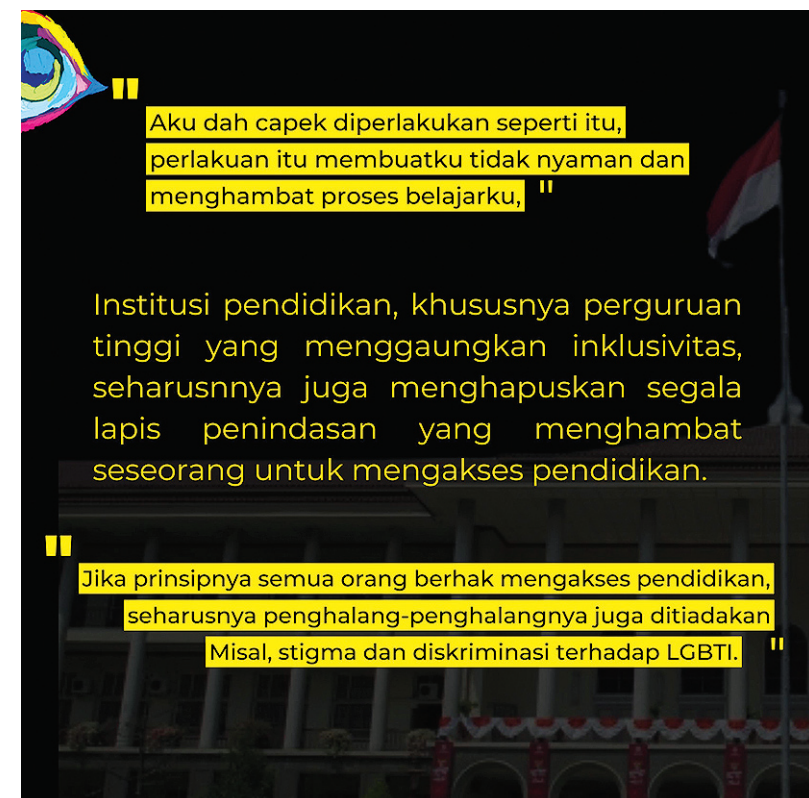 "
Aku dah capek diperlakukan seperti itu,
perlakuan itu membuatku tidak nyaman dan
menghambat proses belajarku, "
Institusi pendidikan, khususnya perguruan
tinggi yang menggaungkan inklusivitas,
seharusnnya juga menghapuskan segala
lapis penindasan yang menghambat
seseorang untuk mengakses pendidikan.
"
Jika prinsipnya semua orang berhak mengakses pendidikan,
seharusnya penghalang-penghalangnya juga ditiadakan
Misal, stigma dan diskriminasi terhadap LGBTI. "